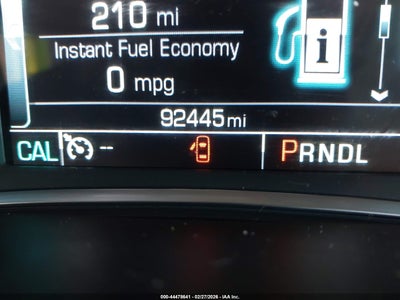 210 mi
Instant Fuel Economy
0 mpg
i
92445 mi
CAL -- PRNDL
000-44478641 - 02/27/2026 - IAA Inc.